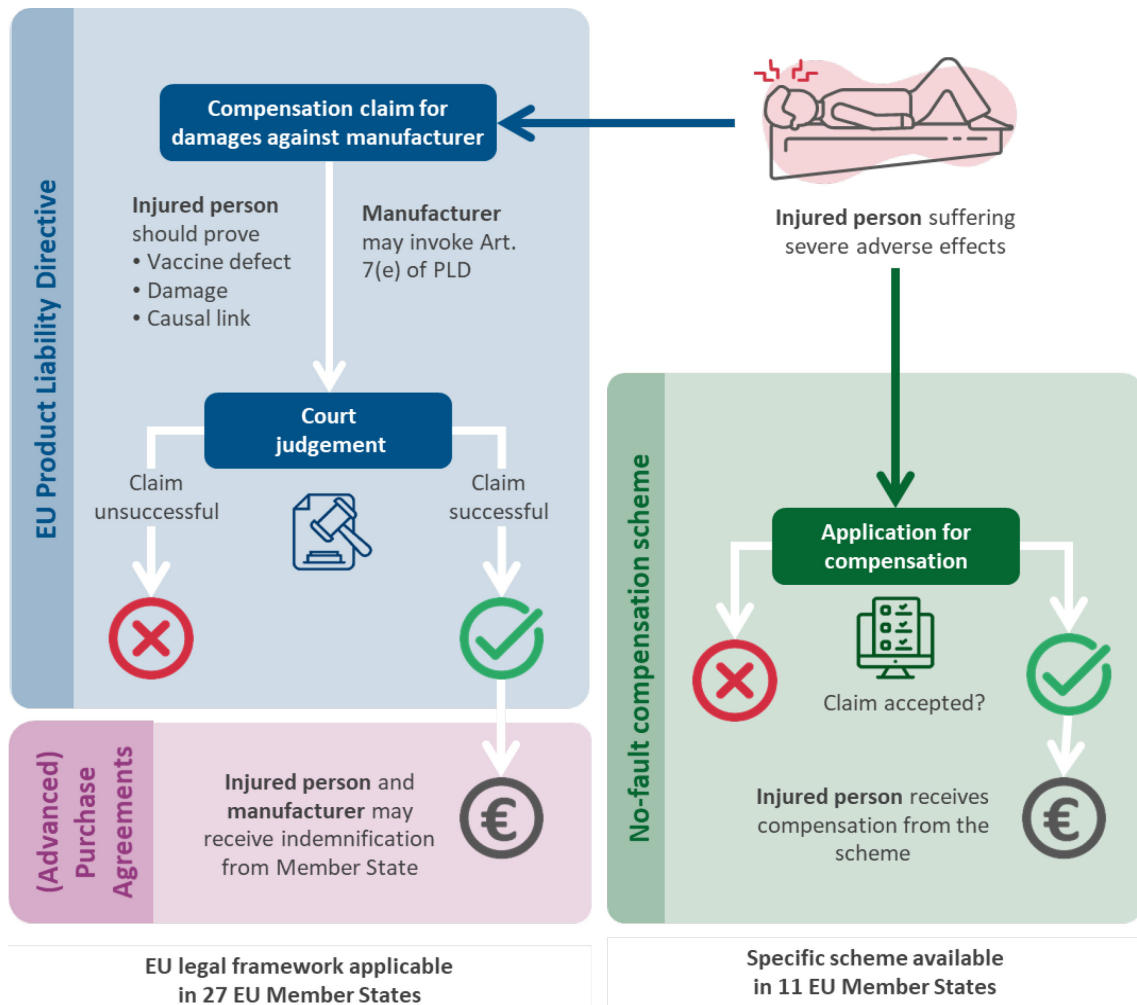 EU Product Liability Directive
Compensation claim for
damages against manufacturer
Injured person
should prove
• Vaccine defect
• Damage
• Causal link
Manufacturer
may invoke Art.
7(e) of PLD
Court
judgement
Claim
unsuccessful
Claim
successful
(Advanced)
Purchase
Agreements
Injured person and
manufacturer may
receive indemnification
from Member State
€
EU legal framework applicable
in 27 EU Member States
Injured person suffering
severe adverse effects
No-fault compensation scheme
Application for
compensation
Claim accepted?
Injured person receives
compensation from the
scheme
€
Specific scheme available
in 11 EU Member States